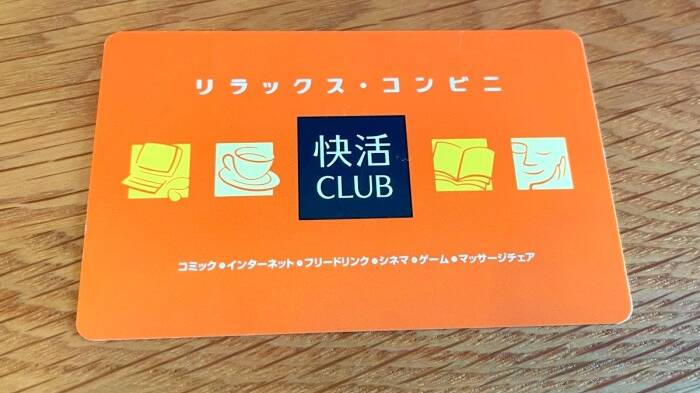 リラックス・コンビニ
快活
CLUB
コミック●インターネット●フリードリンク●シネマ●ゲーム●マッサージチェア